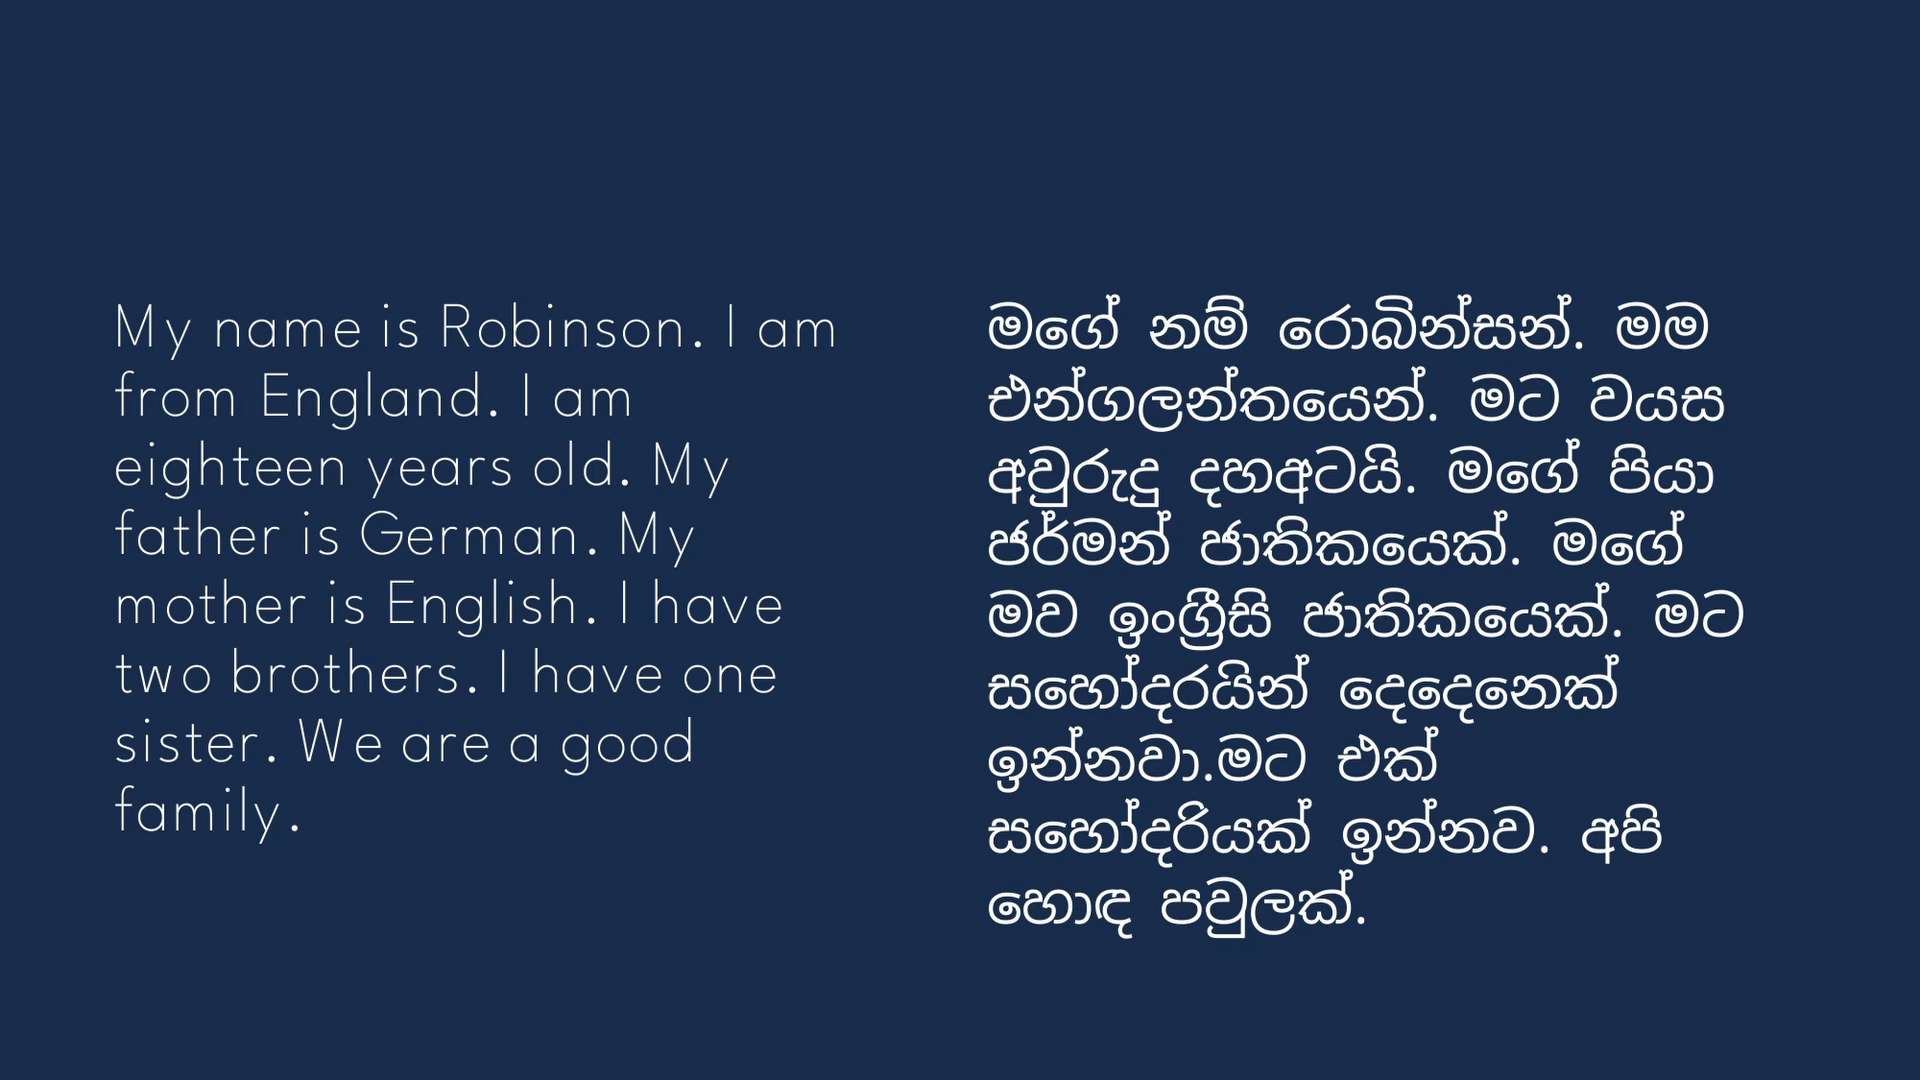 My name is Robinson. I am
from England. I am
eighteen years old. My
father is German. My
mother is English. I have
two brothers. I have one
sister. We are a good
family.
මගේ නම් රොබින්සන්. මම
එන්ගලන්තයෙන්. මට වයස
අවුරුදු දහඅටයි. මගේ පියා
ජර්මන් ජාතිකයෙක්. මගේ
මව ඉංග්‍රීසි ජාතිකයෙක්. මට
සහෝදරයින් දෙදෙනෙක්
ඉන්නවා.මට එක්
සහෝදරියක් ඉන්නව. අපි
හොඳ පවුලක්.